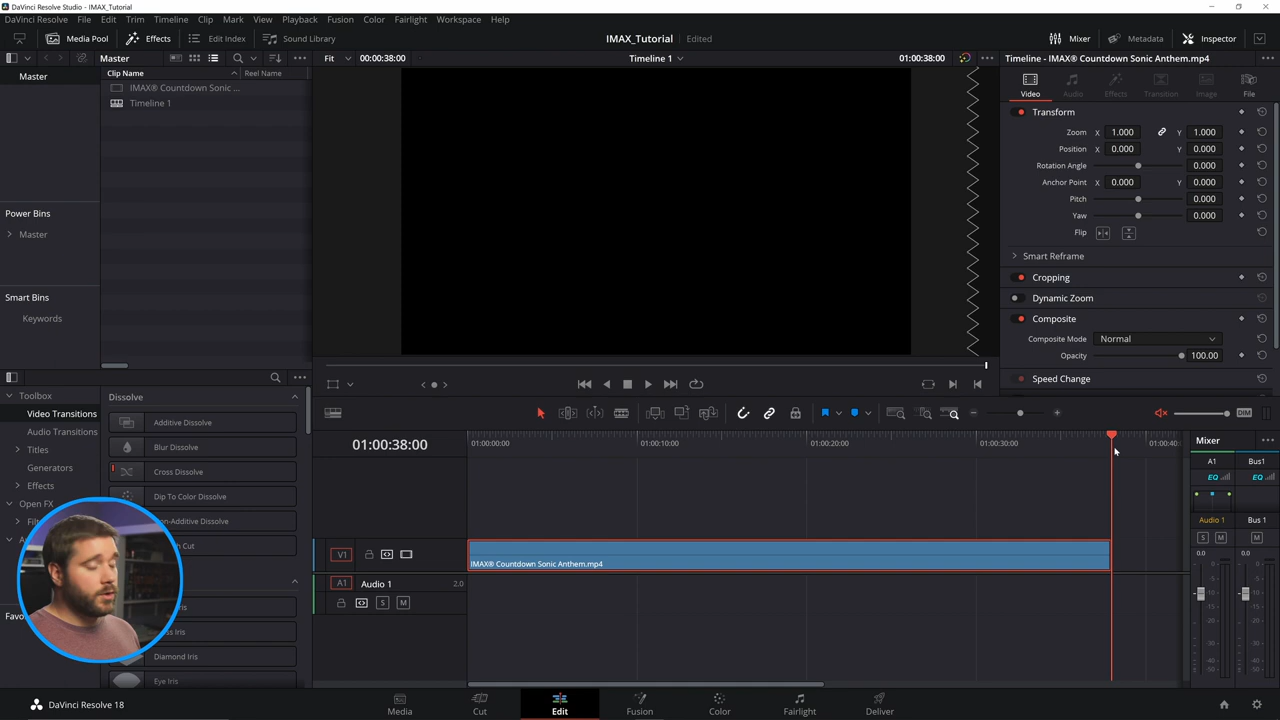 DaVinci Resolve Studio - IMAX_Tutorial
DaVinci Resolve File Edit Trim Timeline Clip Mark View Playback Fusion Color Fairlight Workspace Help
Media Pool Effects Edit Index Sound Library IMAX_Tutorial Edited Mixer Metadata Inspector
Master Fit 00:00:38:00 Timeline 1 01:00:38:00 Timeline - IMAX® Countdown Sonic Anthem.mp4
Master Clip Name Reel Name
IMAX® Countdown Sonic ...
Timeline 1
Video Audio Effects Transition Image File
Transform
Zoom X 1.000 Y 1.000
Position X 0.000 Y 0.000
Rotation Angle 0.000
Anchor Point X 0.000 Y 0.000
Pitch 0.000
Yaw 0.000
Flip
Power Bins
Master
Smart Reframe
Cropping
Smart Bins
Dynamic Zoom
Keywords
Composite
Composite Mode Normal
Opacity 100.00
Speed Change
Toolbox Dissolve
Video Transitions Additive Dissolve
Audio Transitions Blur Dissolve
Titles
Generators Cross Dissolve
Effects Dip To Color Dissolve
Open FX
Non-Additive Dissolve
Cut
Diamond Iris
Eye Iris
DIM
01:00:38:00 01:00:00:00 01:00:10:00 01:00:20:00 01:00:30:00
Mixer
A1 Bus1
EQ EQ
Audio 1 Bus 1
S M M
0.0 0.0
V1 IMAX® Countdown Sonic Anthem.mp4
A1 Audio 1 2.0
S M
DaVinci Resolve 18 Media Cut Edit Fusion Color Fairlight Deliver